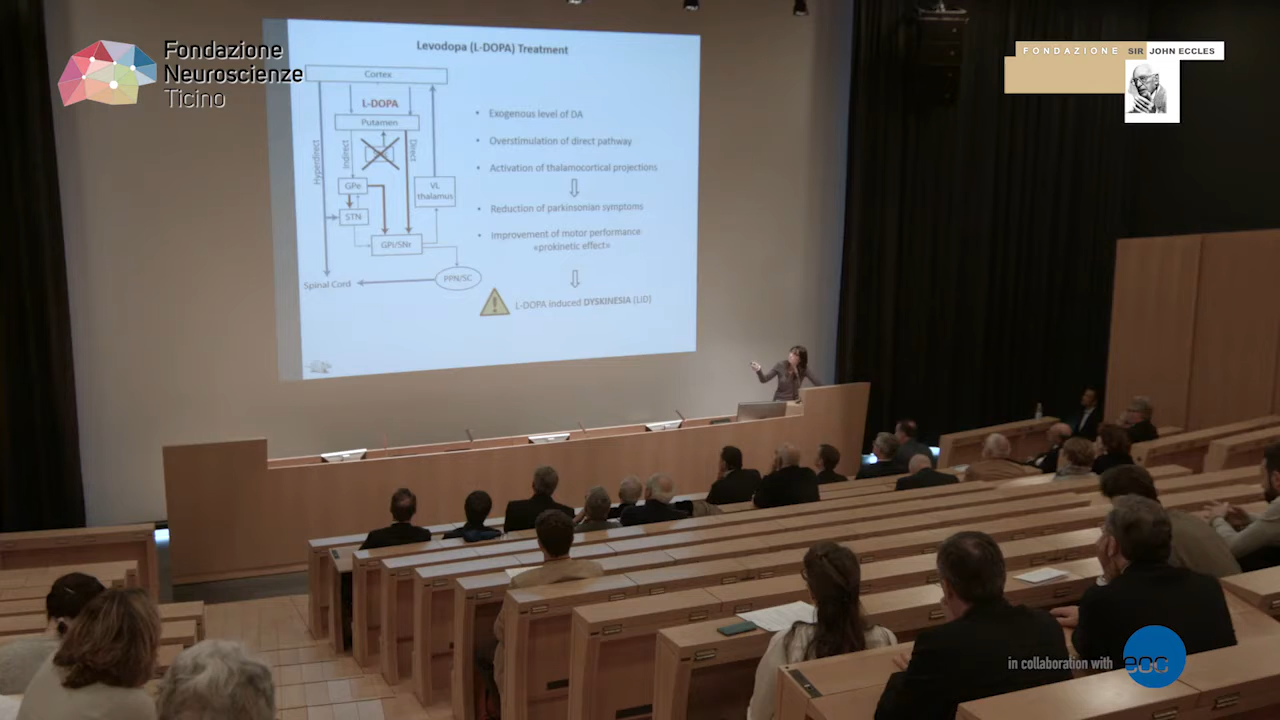 Fondazione
Neuroscienze
Ticino
FONDAZIONE SIR JOHN ECCLES
Levodopa (L-DOPA) Treatment
Cortex
L-DOPA
Putamen
Hyperdirect
Indirect
Direct
GPe
VL
thalamus
STN
GPi/SNr
PPN/SC
Spinal Cord
• Exogenous level of DA
• Overstimulation of direct pathway
• Activation of thalamocortical projections
• Reduction of parkinsonian symptoms
• Improvement of motor performance
«prokinetic effect»
! L-DOPA induced DYSKINESIA (LID)
in collaboration with eoc